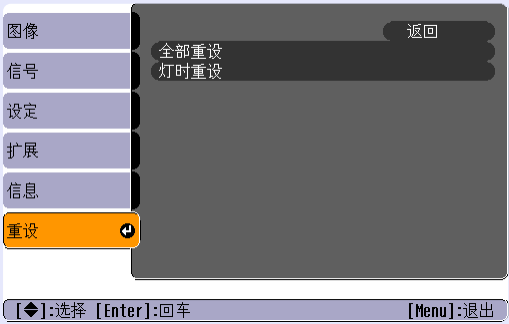 图像
信号
设定
扩展
信息
重设
返回
全部重设
灯时重设
[◆]:选择 [Enter]:回车 [Menu]:退出